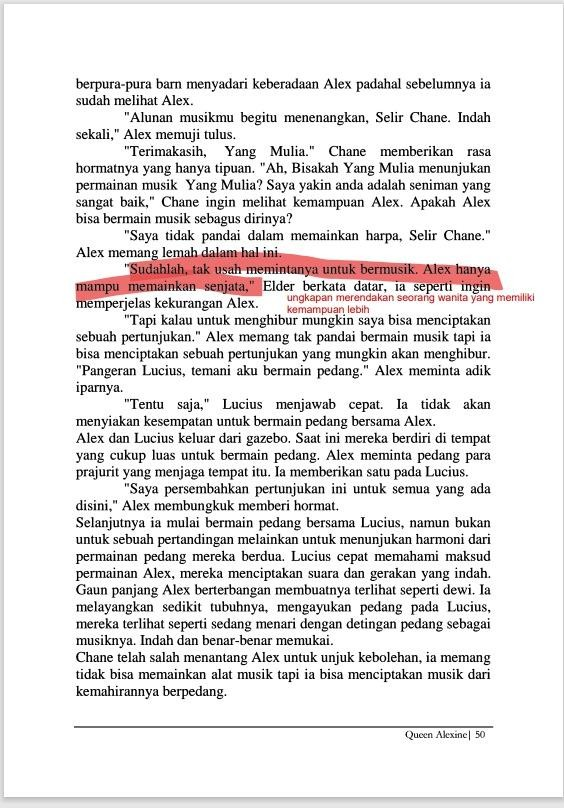 berpura-pura barn menyadari keberadaan Alex padahal sebelumnya ia
sudah melihat Alex.
"Alunan musikmu begitu menenangkan, Selir Chane. Indah
sekali," Alex memuji tulus.
"Terimakasih, Yang Mulia." Chane memberikan rasa
hormatnya yang hanya tipuan. "Ah, Bisakah Yang Mulia menunjukan
permainan musik Yang Mulia? Saya yakin anda adalah seniman yang
sangat baik," Chane ingin melihat kemampuan Alex. Apakah Alex
bisa bermain musik sebagus dirinya?
"Saya tidak pandai dalam memainkan harpa, Selir Chane."
Alex memang lemah dalam hal ini.
"Sudahlah, tak usah memintanya untuk bermusik. Alex hanya
mampu memainkan senjata," Elder berkata datar, ia seperti ingin
memperjelas kekurangan Alex.
ungkapan merendakan seorang wanita yang memiliki
kemampuan lebih
"Tapi kalau untuk menghibur mungkin saya bisa menciptakan
sebuah pertunjukan." Alex memang tak pandai bermain musik tapi ia
bisa menciptakan sebuah pertunjukan yang mungkin akan menghibur.
"Pangeran Lucius, temani aku bermain pedang." Alex meminta adik
iparnya.
"Tentu saja," Lucius menjawab cepat. Ia tidak akan
menyiakan kesempatan untuk bermain pedang bersama Alex.
Alex dan Lucius keluar dari gazebo. Saat ini mereka berdiri di tempat
yang cukup luas untuk bermain pedang. Alex meminta pedang para
prajurit yang menjaga tempat itu. Ia memberikan satu pada Lucius.
"Saya persembahkan pertunjukan ini untuk semua yang ada
disini," Alex membungkuk memberi hormat.
Selanjutnya ia mulai bermain pedang bersama Lucius, namun bukan
untuk sebuah pertandingan melainkan untuk menunjukan harmoni dari
permainan pedang mereka berdua. Lucius cepat memahami maksud
permainan Alex, mereka menciptakan suara dan gerakan yang indah.
Gaun panjang Alex berterbangan membuatnya terlihat seperti dewi. Ia
melayangkan sedikit tubuhnya, mengayukan pedang pada Lucius,
mereka terlihat seperti sedang menari dengan detingan pedang sebagai
musiknya. Indah dan benar-benar memukai.
Chane telah salah menantang Alex untuk unjuk kebolehan, ia memang
tidak bisa memainkan alat musik tapi ia bisa menciptakan musik dari
kemahirannya berpedang.
Queen Alexine| 50